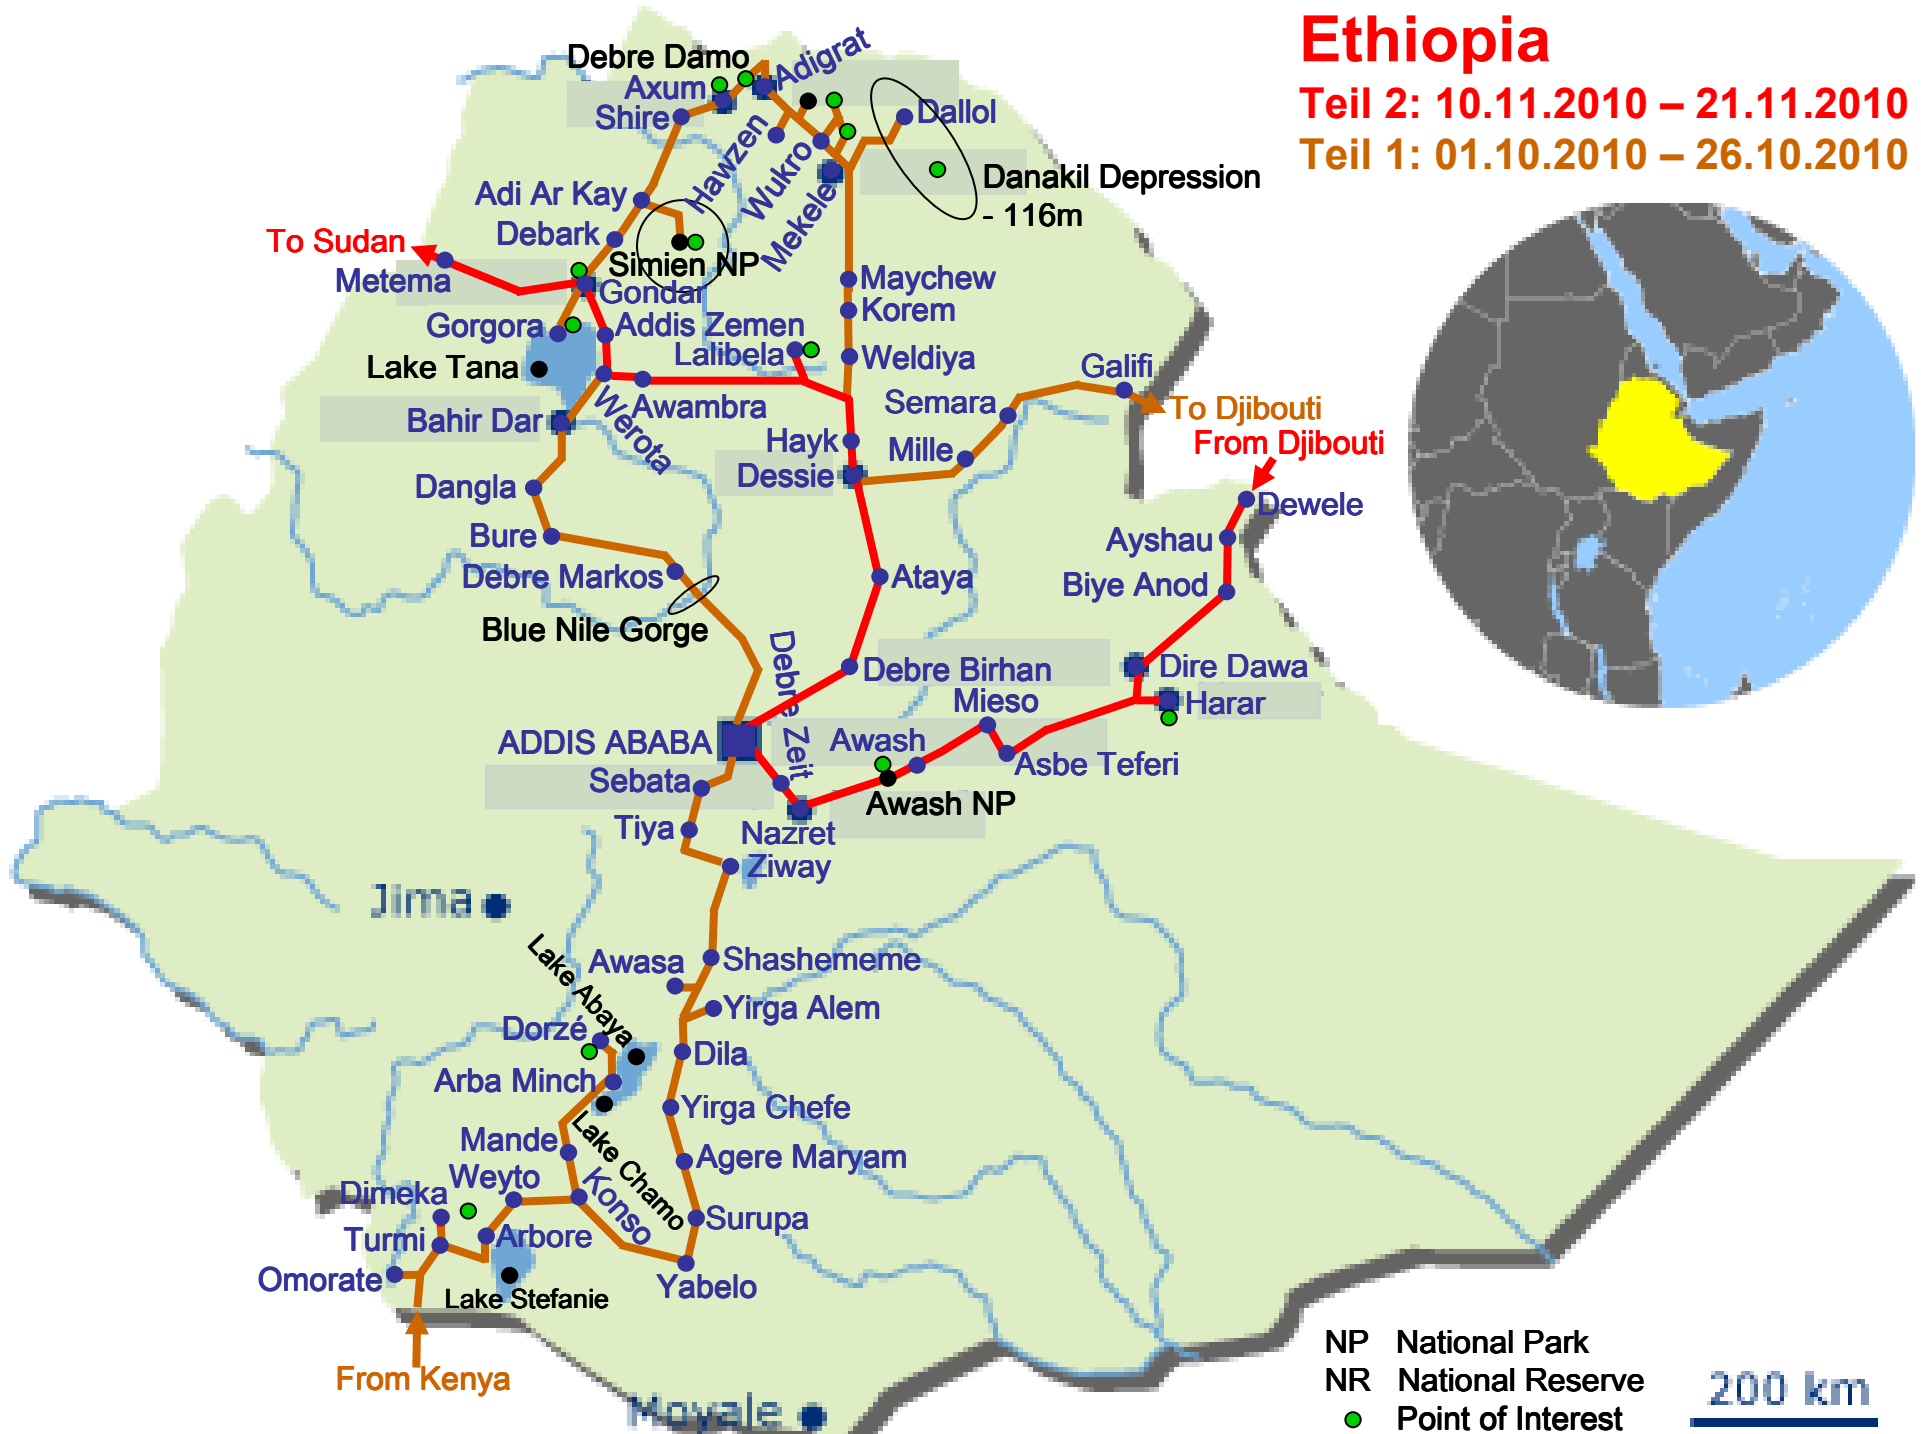 Ethiopia
Teil 2: 10.11.2010 – 21.11.2010
Teil 1: 01.10.2010 – 26.10.2010
Debre Damo
Adigrat
Axum
Shire
Dallol
Hawzen
Wukro
Mekele
Danakil Depression
- 116m
Adi Ar Kay
Debark
Simien NP
To Sudan
Metema
Gondar
Gorgora
Addis Zemen
Lalibela
Lake Tana
Maychew
Korem
Weldiya
Galifi
Semara
To Djibouti
From Djibouti
Awambra
Werota
Bahir Dar
Hayk
Mille
Dessie
Dangla
Dewele
Bure
Ayshau
Debre Markos
Ataya
Biye Anod
Blue Nile Gorge
Debre Zeit
Debre Birhan
Dire Dawa
Mieso
Harar
ADDIS ABABA
Awash
Asbe Teferi
Sebata
Awash NP
Tiya
Nazret
Ziway
Jima
Lake Abaya
Awasa
Shashememe
Yirga Alem
Dorzé
Dila
Arba Minch
Yirga Chefe
Lake Chamo
Mande
Agere Maryam
Weyto
Konso
Dimeka
Surupa
Turmi
Arbore
Omorate
Yabelo
Lake Stefanie
From Kenya
Moyale
NP National Park
NR National Reserve
Point of Interest
200 km